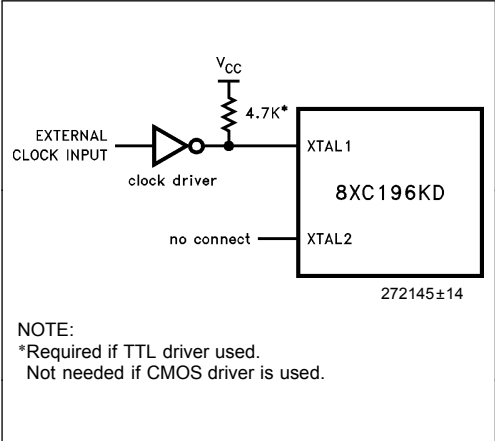 VCC
4.7K*
EXTERNAL
CLOCK INPUT
clock driver
XTAL1
8XC196KD
no connect
XTAL2
272145±14
NOTE:
*Required if TTL driver used.
Not needed if CMOS driver is used.